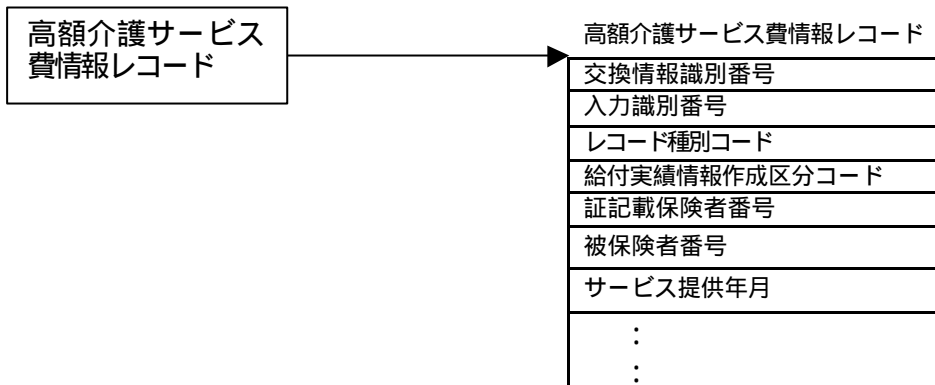 高額介護サービス
費情報レコード
高額介護サービス費情報レコード
交換情報識別番号
入力識別番号
レコード種別コード
給付実績情報作成区分コード
証記載保険者番号
被保険者番号
サービス提供年月
：
：